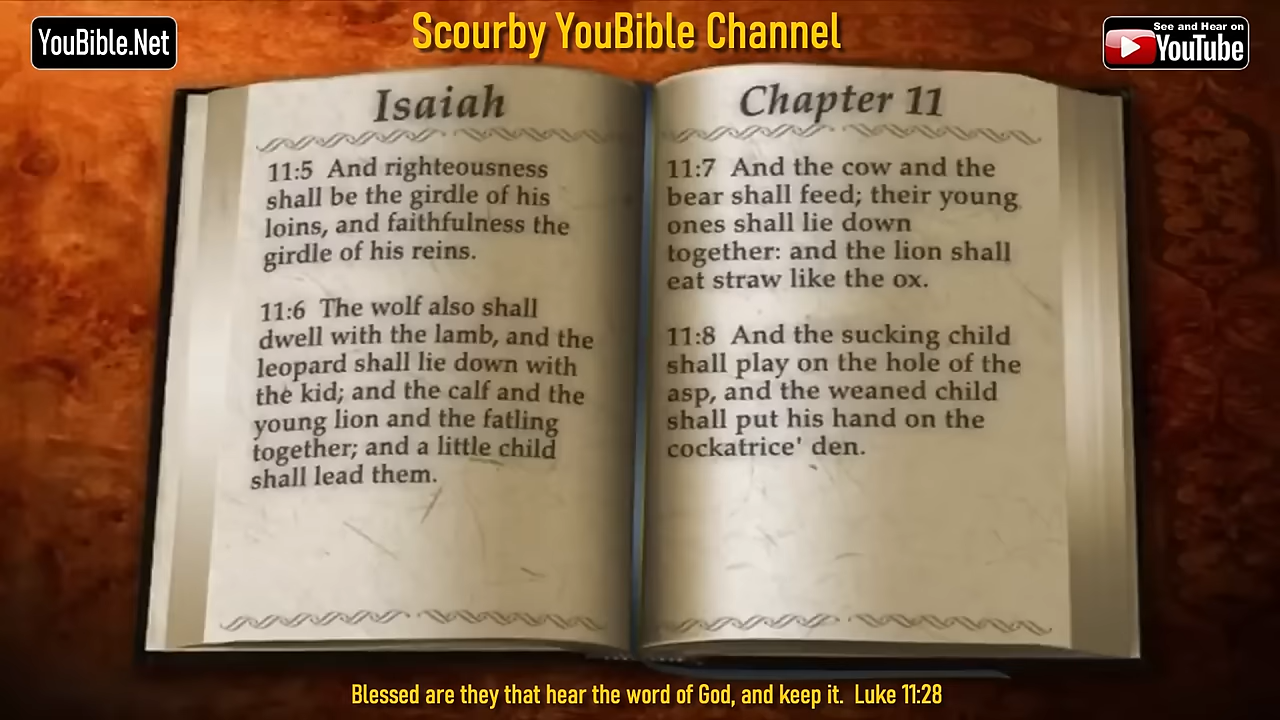 YouBible.Net
Scourby YouBible Channel
See and Hear on
YouTube
Isaiah
11:5 And righteousness
shall be the girdle of his
loins, and faithfulness the
girdle of his reins.
11:6 The wolf also shall
dwell with the lamb, and the
leopard shall lie down with
the kid; and the calf and the
young lion and the fatling
together; and a little child
shall lead them.
Chapter 11
11:7 And the cow and the
bear shall feed; their young
ones shall lie down
together: and the lion shall
eat straw like the ox.
11:8 And the sucking child
shall play on the hole of the
asp, and the weaned child
shall put his hand on the
cockatrice' den.
Blessed are they that hear the word of God, and keep it. Luke 11:28